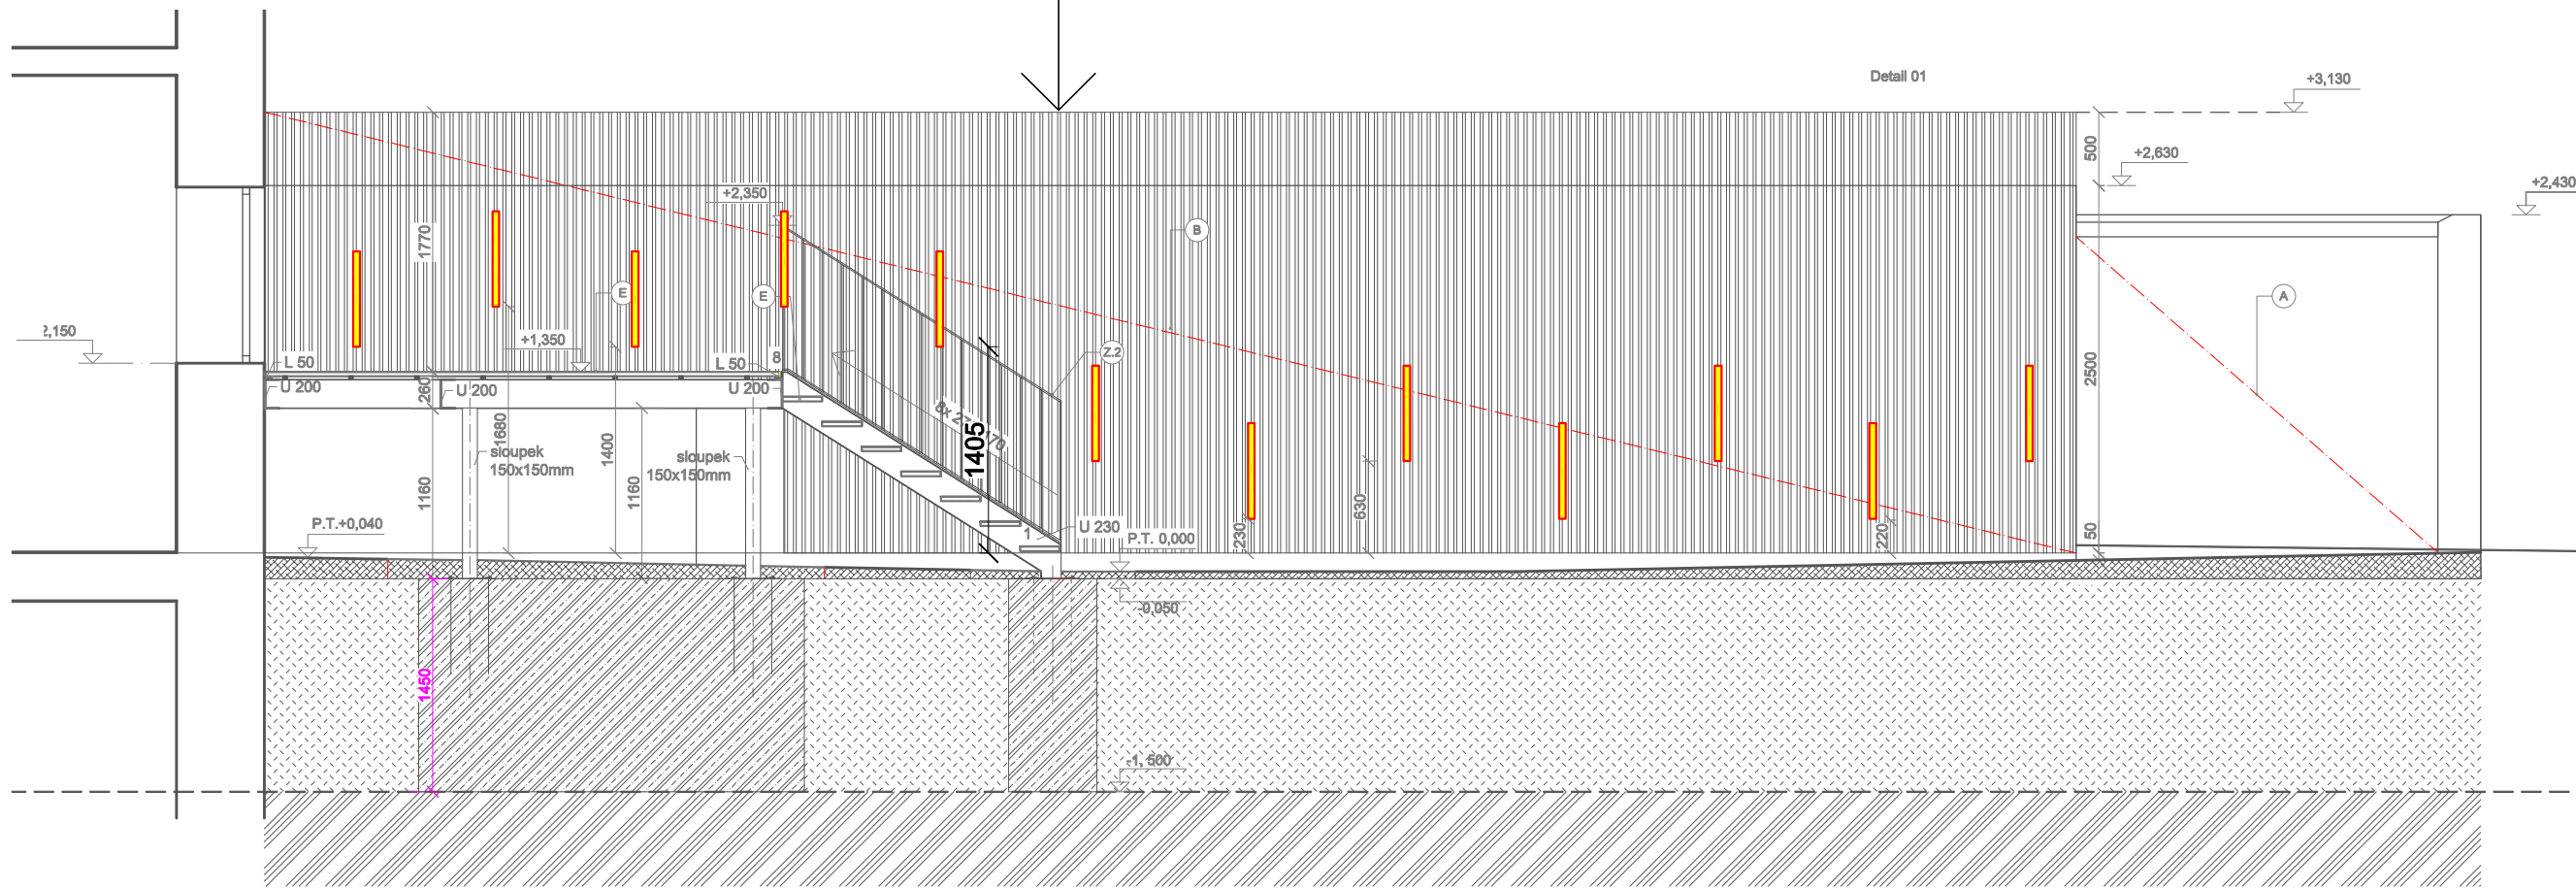 Detail 01
+3,130
500
+2,630
+2,430
+2,350
1770
B
E
E
A
2,150
+1,350
Z.2
L 50
L 50
8
U 200
U 200
U 200
260
2500
1405
1680
1400
sloupek
150x150mm
sloupek
150x150mm
1160
1160
630
P.T.+0,040
1
U 230
P.T. 0,000
230
220
50
-0,050
1450
-1, 500